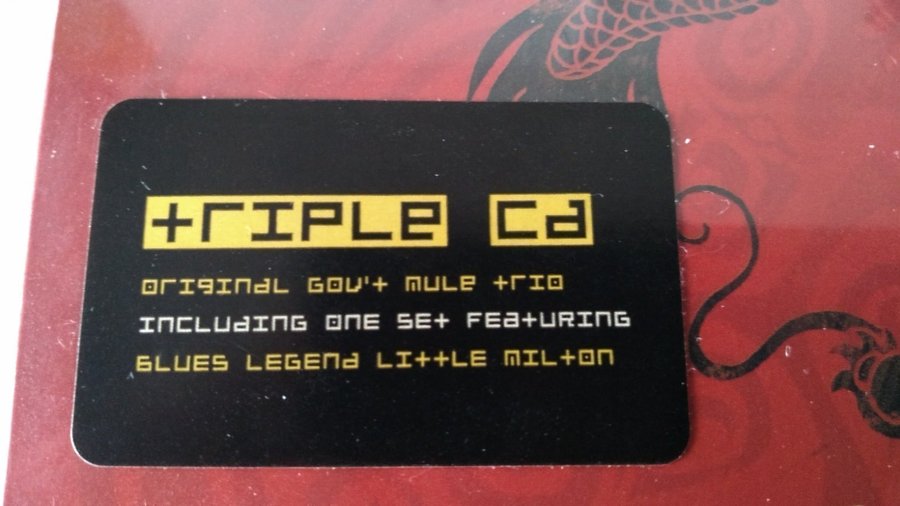 triple cd
original gov't mule trio
including one set featuring
blues legend little milton